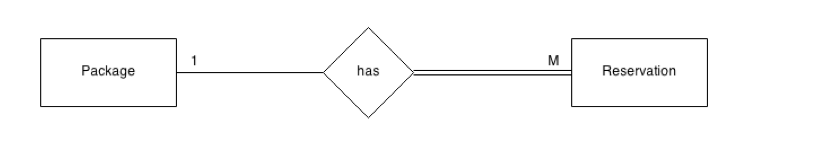 1
M
Package
has
Reservation